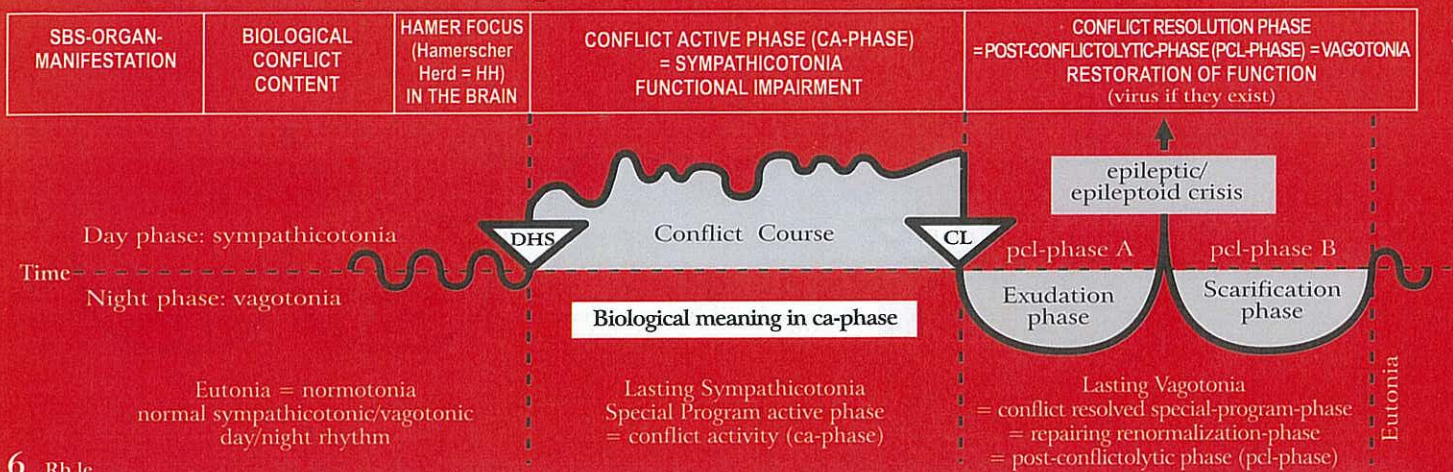 SBS-ORGAN-
MANIFESTATION
BIOLOGICAL
CONFLICT
CONTENT
HAMER FOCUS
(Hamerscher
Herd = HH)
IN THE BRAIN
CONFLICT ACTIVE PHASE (CA-PHASE)
= SYMPATHICOTONIA
FUNCTIONAL IMPAIRMENT
CONFLICT RESOLUTION PHASE
= POST-CONFLICTOLYTIC-PHASE (PCL-PHASE) = VAGOTONIA
RESTORATION OF FUNCTION
(virus if they exist)
epileptic/
epileptoid crisis
Day phase: sympathicotonia
DHS
Conflict Course
CL
pcl-phase A
pcl-phase B
Time
Night phase: vagotonia
Exudation
phase
Scarification
phase
Biological meaning in ca-phase
Eutonia = normotonia
normal sympathicotonic/vagotonic
day/night rhythm
Lasting Sympathicotonia
Special Program active phase
= conflict activity (ca-phase)
Lasting Vagotonia
= conflict resolved special-program-phase
= repairing renormalization-phase
= post-conflictolytic phase (pcl-phase)
Eutonia
6